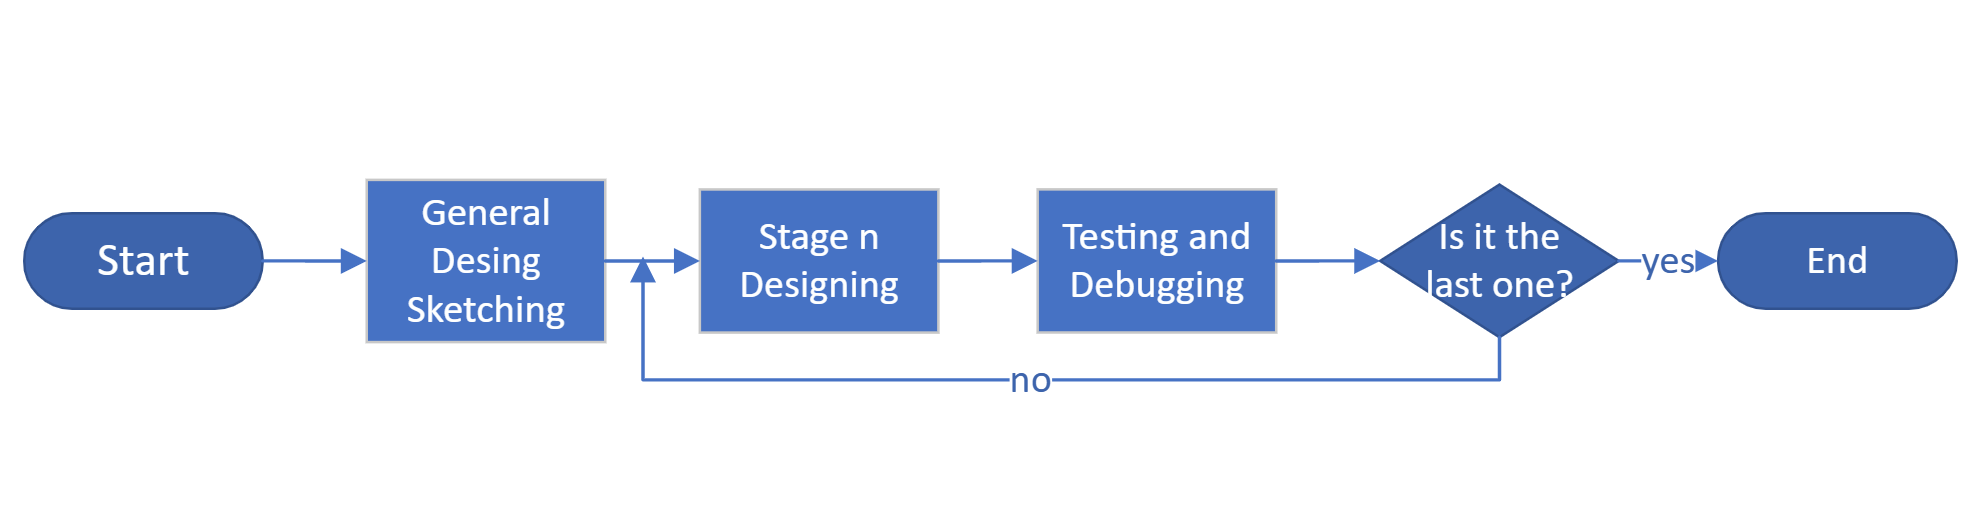 Start
General
Desing
Sketching
Stage n
Designing
Testing and
Debugging
Is it the
last one?
yes
End
no